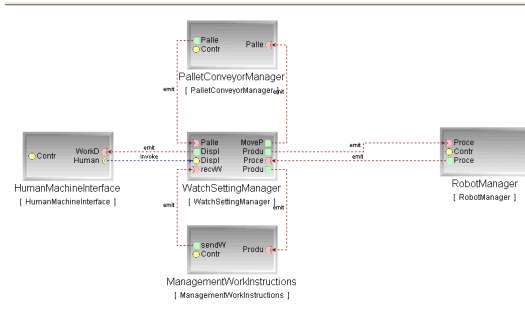 Palle
Contr
Palle
PalletConveyorManager
[ PalletConveyorManager ]
emit
emit
Contr
WorkD
Human
HumanMachineInterface
[ HumanMachineInterface ]
emit
invoke
Palle
Displ
Displ
recvW
MoveP
Produ
Proce
Produ
WatchSettingManager
[ WatchSettingManager ]
emit
emit
Proce
Contr
Proce
RobotManager
[ RobotManager ]
emit
emit
sendW
Contr
Produ
ManagementWorkInstructions
[ ManagementWorkInstructions ]